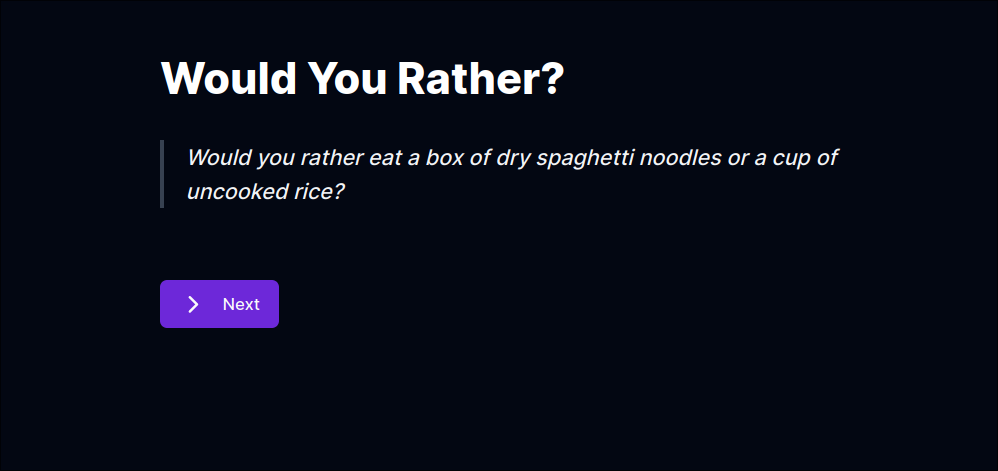 Would You Rather?
Would you rather eat a box of dry spaghetti noodles or a cup of
uncooked rice?
Next